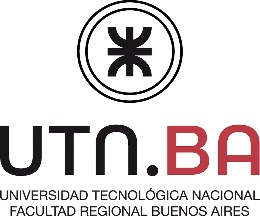 UTN.BA
UNIVERSIDAD TECNOLÓGICA NACIONAL
FACULTAD REGIONAL BUENOS AIRES